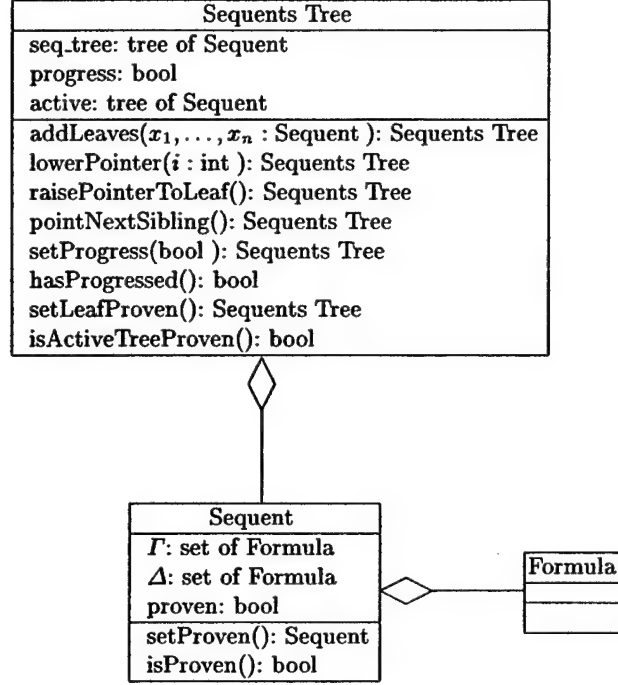 Sequents Tree
seq_tree: tree of Sequent
progress: bool
active: tree of Sequent
addLeaves(x₁,...,xₙ : Sequent ): Sequents Tree
lowerPointer(i : int ): Sequents Tree
raisePointerToLeaf(): Sequents Tree
pointNextSibling(): Sequents Tree
setProgress(bool ): Sequents Tree
hasProgressed(): bool
setLeafProven(): Sequents Tree
isActiveTreeProven(): bool
Sequent
Γ: set of Formula
Δ: set of Formula
proven: bool
setProven(): Sequent
isProven(): bool
Formula